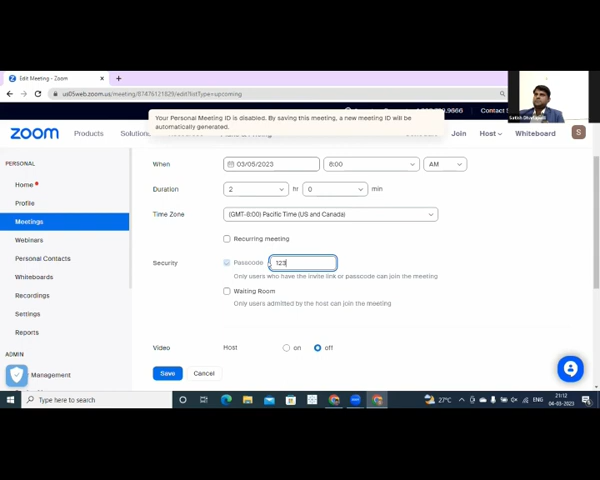 Edit Meeting - Zoom
us05web.zoom.us/meeting/87476121829/edit?listType=upcoming
Satish Dhotiapali
Your Personal Meeting ID is disabled. By saving this meeting, a new meeting ID will be
automatically generated.
Contact
zoom
Products
Join
Host
Whiteboard
S
PERSONAL
Home
Profile
Meetings
Webinars
Personal Contacts
Whiteboards
Recordings
Settings
Reports
ADMIN
Management
When 03/05/2023 8:00 AM
Duration 2 hr 0 min
Time Zone (GMT-8:00) Pacific Time (US and Canada)
Recurring meeting
Security Passcode 123
Only users who have the invite link or passcode can join the meeting
Waiting Room
Only users admitted by the host can join the meeting
Video Host on off
Save Cancel
Type here to search
27°C
ENG
21:12
04-03-2023